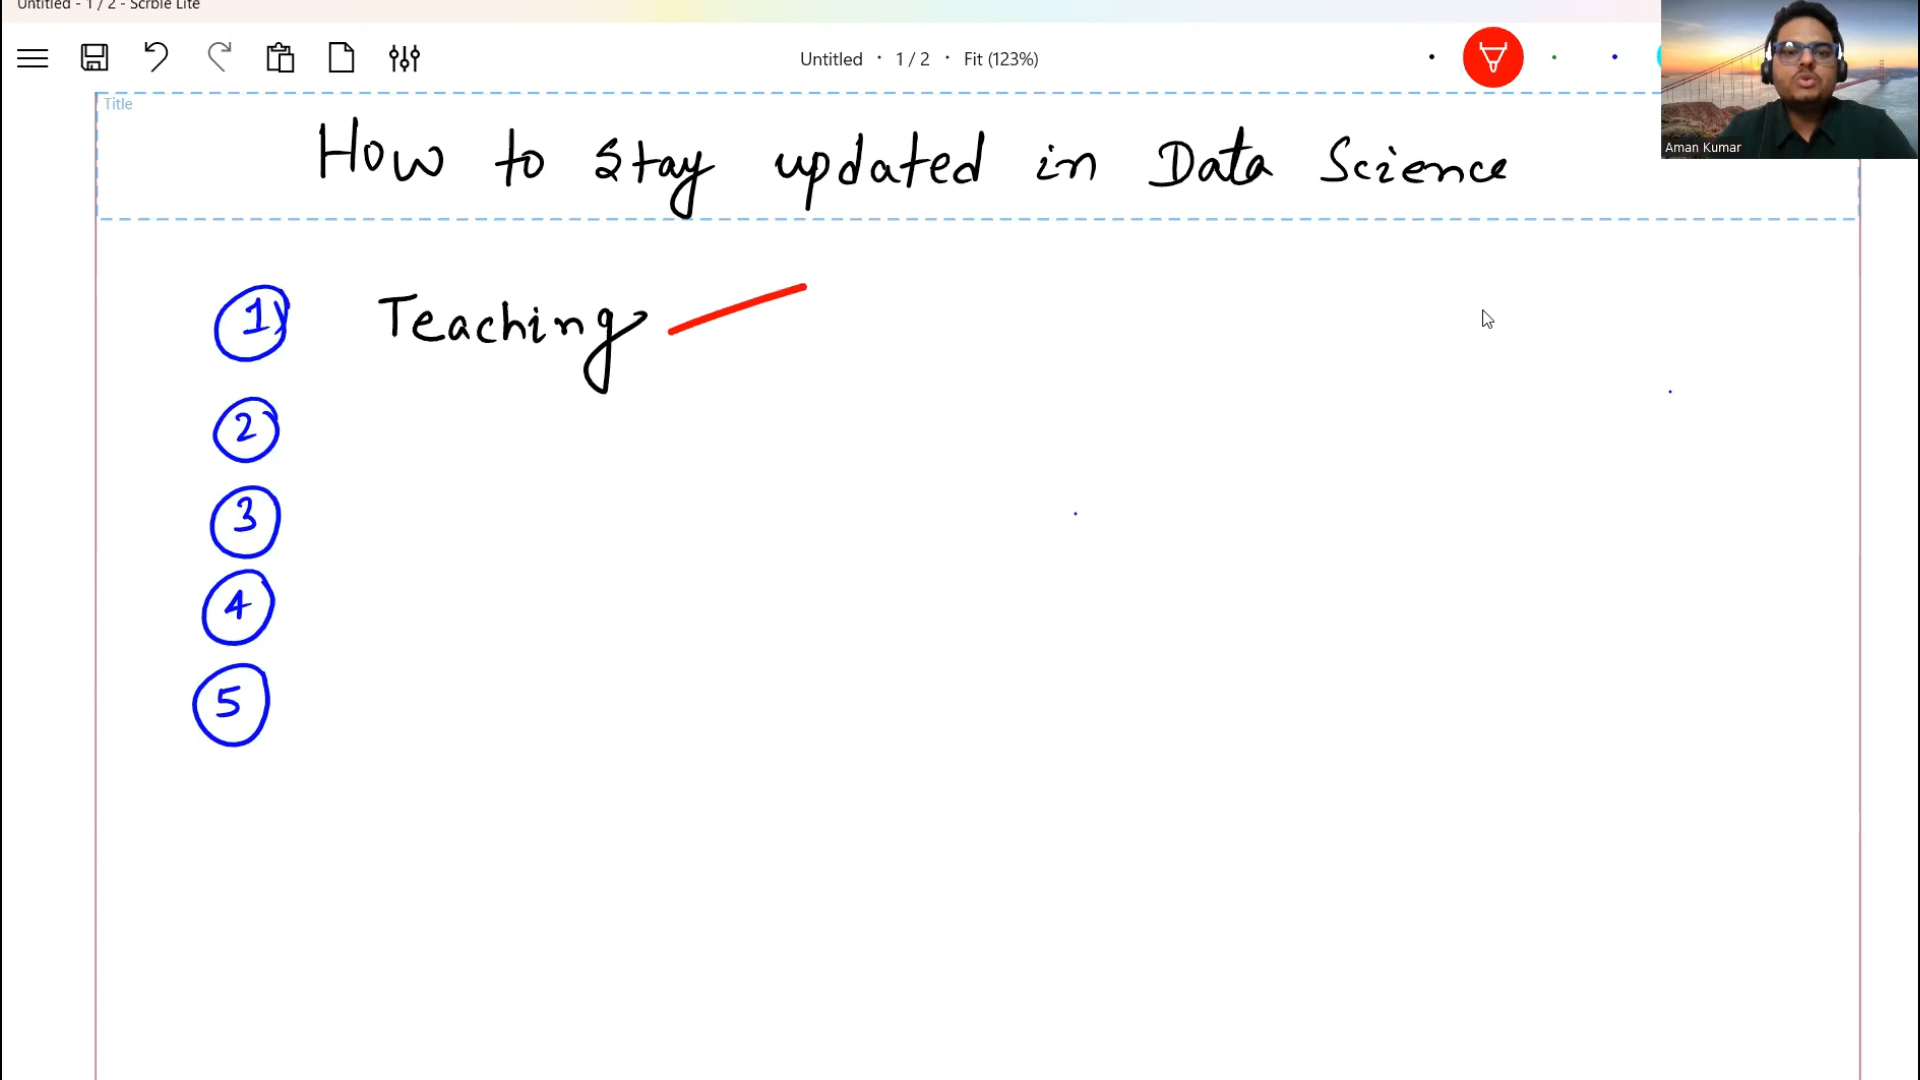 Untitled - 1 / 2 - Scrble Lite
Untitled · 1 / 2 · Fit (123%)
Aman Kumar
Title
How to Stay updated in Data Science
1) Teaching
2
3
4
5